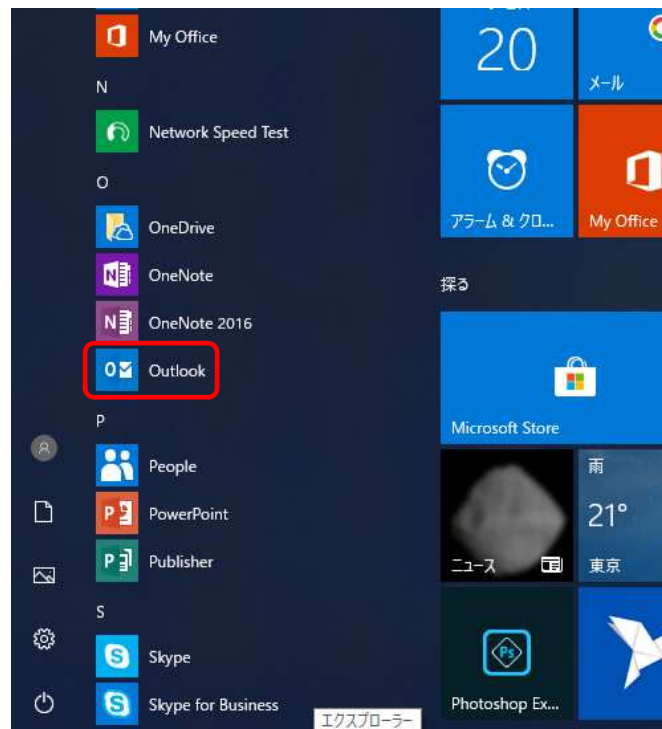 My Office
N
Network Speed Test
O
OneDrive
OneNote
OneNote 2016
Outlook
P
People
PowerPoint
Publisher
S
Skype
Skype for Business
エクスプローラー
20
メール
アラーム & クロ...
My Office
探る
Microsoft Store
ニュース
雨
21°
東京
Photoshop Ex...